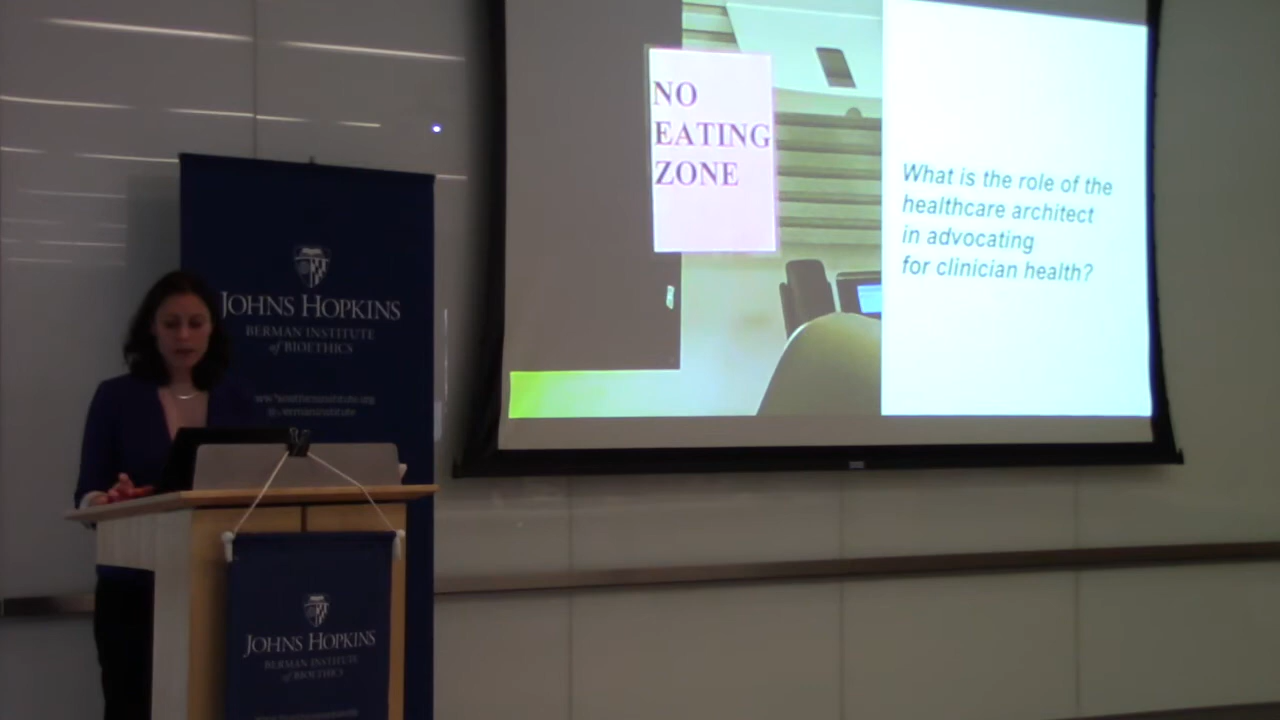 NO
EATING
ZONE
What is the role of the
healthcare architect
in advocating
for clinician health?
JOHNS HOPKINS
BERMAN INSTITUTE
of BIOETHICS
JOHNS HOPKINS
BERMAN INSTITUTE
of BIOETHICS